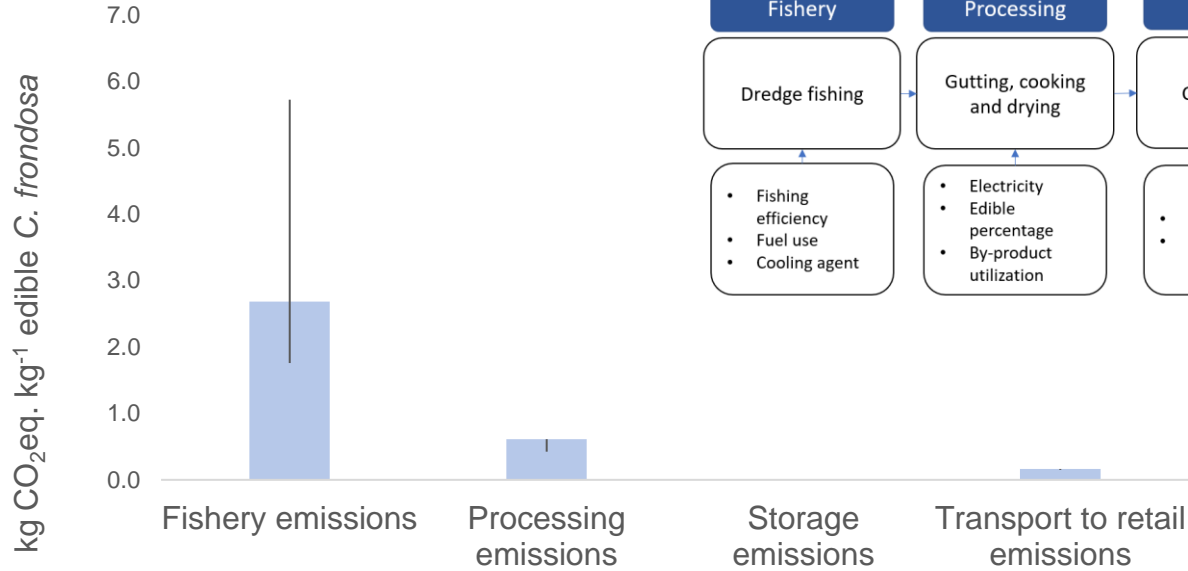 7.0
6.0
5.0
4.0
3.0
2.0
1.0
0.0
kg CO₂eq. kg⁻¹ edible C. frondosa
Fishery emissions
Processing
emissions
Storage
emissions
Transport to retail
emissions
Fishery
Processing
Dredge fishing
Gutting, cooking
and drying
• Fishing
efficiency
• Fuel use
• Cooling agent
• Electricity
• Edible
percentage
• By-product
utilization